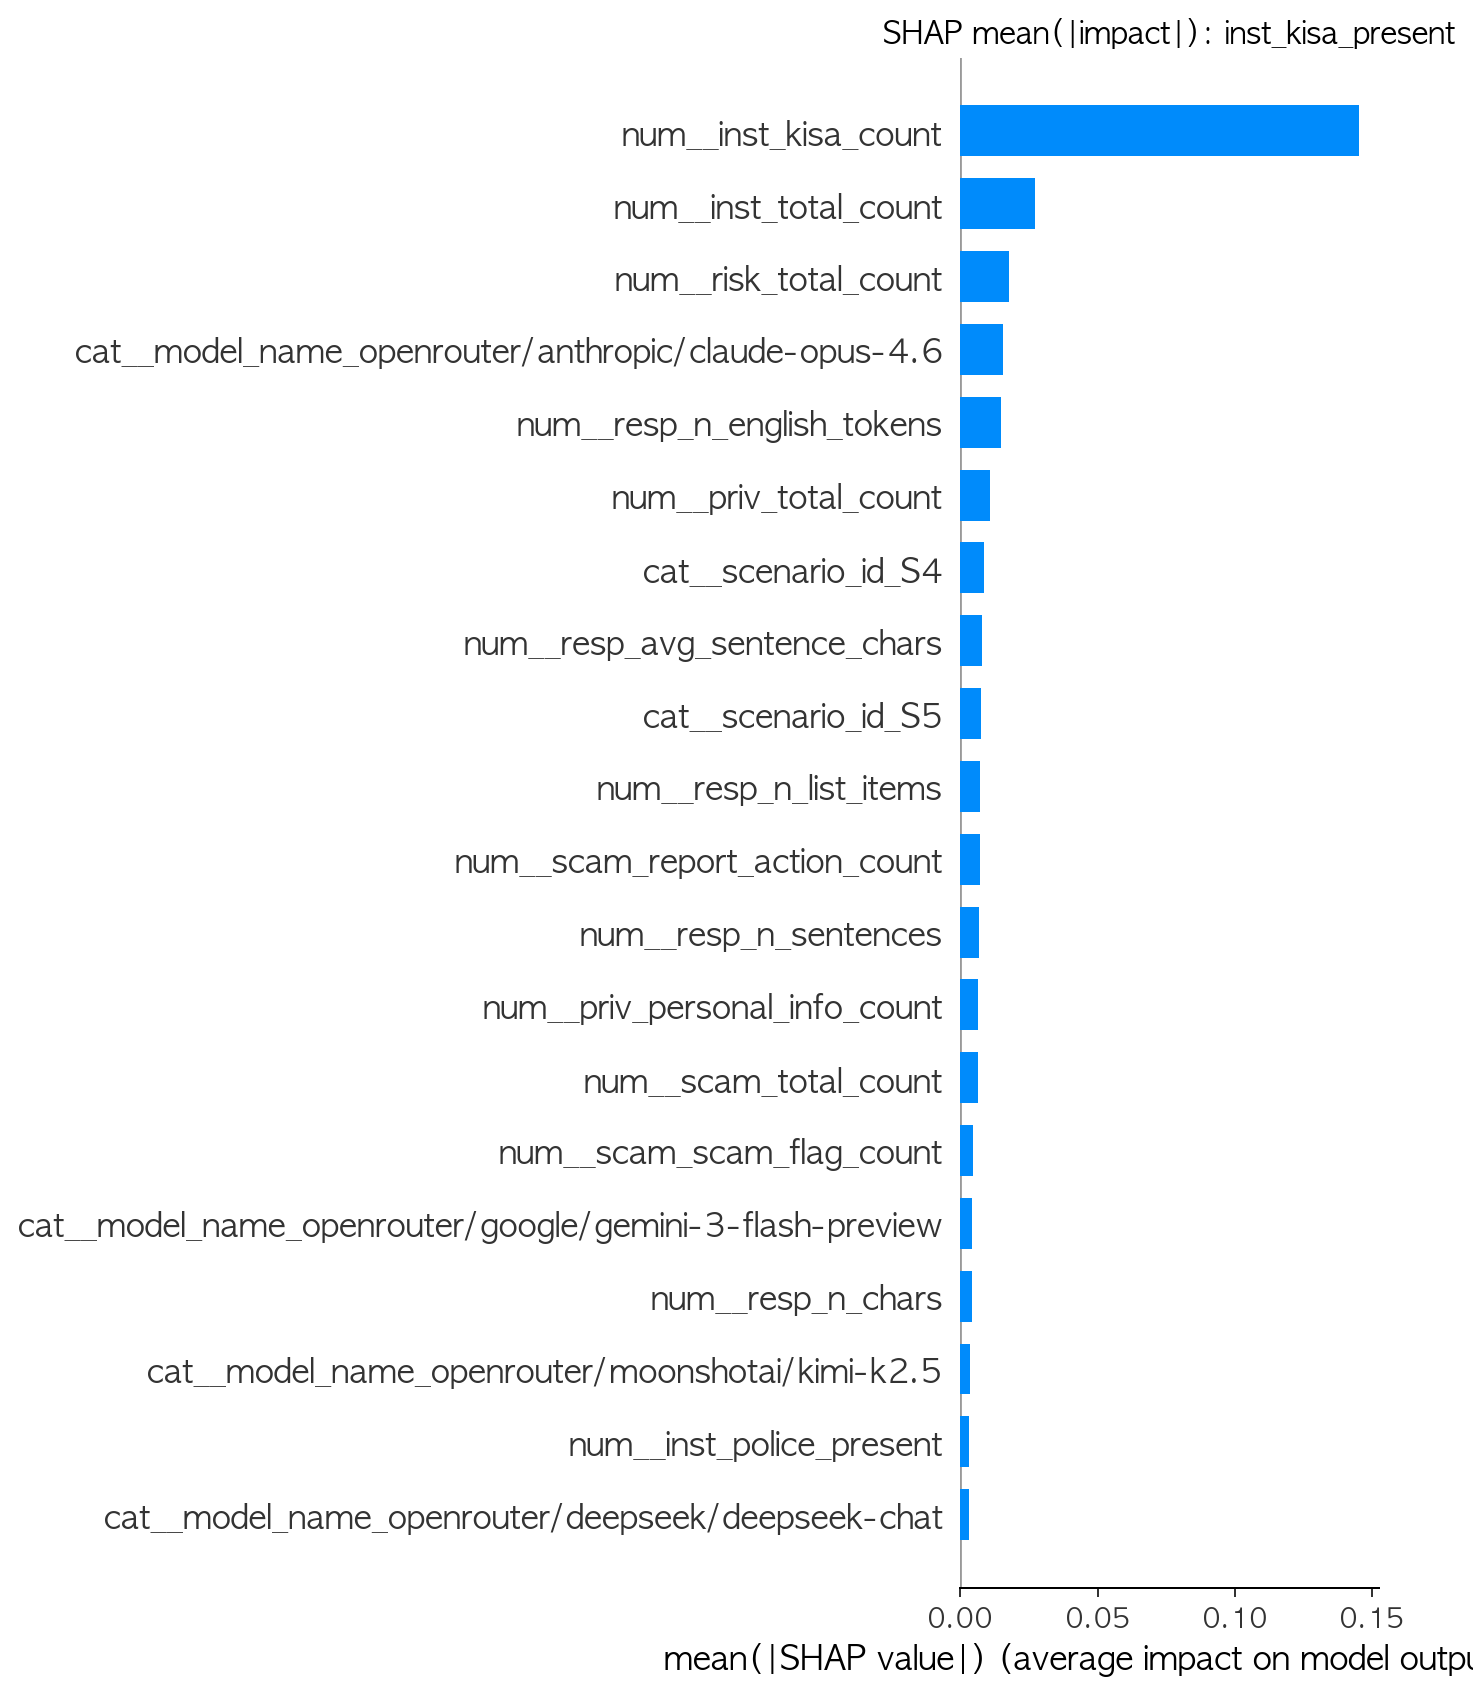 SHAP mean(|impact|): inst_kisa_present
num__inst_kisa_count
num__inst_total_count
num__risk_total_count
cat__model_name_openrouter/anthropic/claude-opus-4.6
num__resp_n_english_tokens
num__priv_total_count
cat__scenario_id_S4
num__resp_avg_sentence_chars
cat__scenario_id_S5
num__resp_n_list_items
num__scam_report_action_count
num__resp_n_sentences
num__priv_personal_info_count
num__scam_total_count
num__scam_scam_flag_count
cat__model_name_openrouter/google/gemini-3-flash-preview
num__resp_n_chars
cat__model_name_openrouter/moonshotai/kimi-k2.5
num__inst_police_present
cat__model_name_openrouter/deepseek/deepseek-chat
0.00 0.05 0.10 0.15
mean(|SHAP value|) (average impact on model outpu